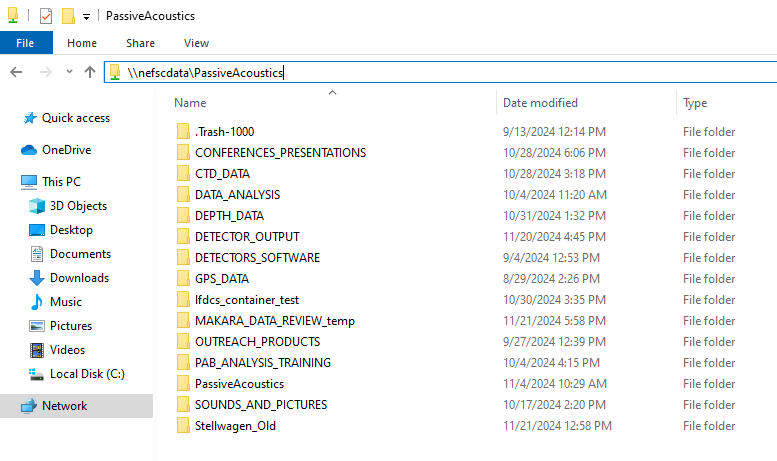 PassiveAcoustics
File Home Share View
\\nefscdata\PassiveAcoustics
Name Date modified Type
Quick access
OneDrive
This PC
3D Objects
Desktop
Documents
Downloads
Music
Pictures
Videos
Local Disk (C:)
Network
.Trash-1000 9/13/2024 12:14 PM File folder
CONFERENCES_PRESENTATIONS 10/28/2024 6:06 PM File folder
CTD_DATA 10/28/2024 3:18 PM File folder
DATA_ANALYSIS 10/4/2024 11:20 AM File folder
DEPTH_DATA 10/31/2024 1:32 PM File folder
DETECTOR_OUTPUT 11/20/2024 4:45 PM File folder
DETECTORS_SOFTWARE 9/4/2024 12:53 PM File folder
GPS_DATA 8/29/2024 2:26 PM File folder
lfdcs_container_test 10/30/2024 3:35 PM File folder
MAKARA_DATA_REVIEW_temp 11/21/2024 5:58 PM File folder
OUTREACH_PRODUCTS 9/27/2024 12:39 PM File folder
PAB_ANALYSIS_TRAINING 10/4/2024 4:15 PM File folder
PassiveAcoustics 11/4/2024 10:29 AM File folder
SOUNDS_AND_PICTURES 10/17/2024 2:20 PM File folder
Stellwagen_Old 11/21/2024 12:58 PM File folder